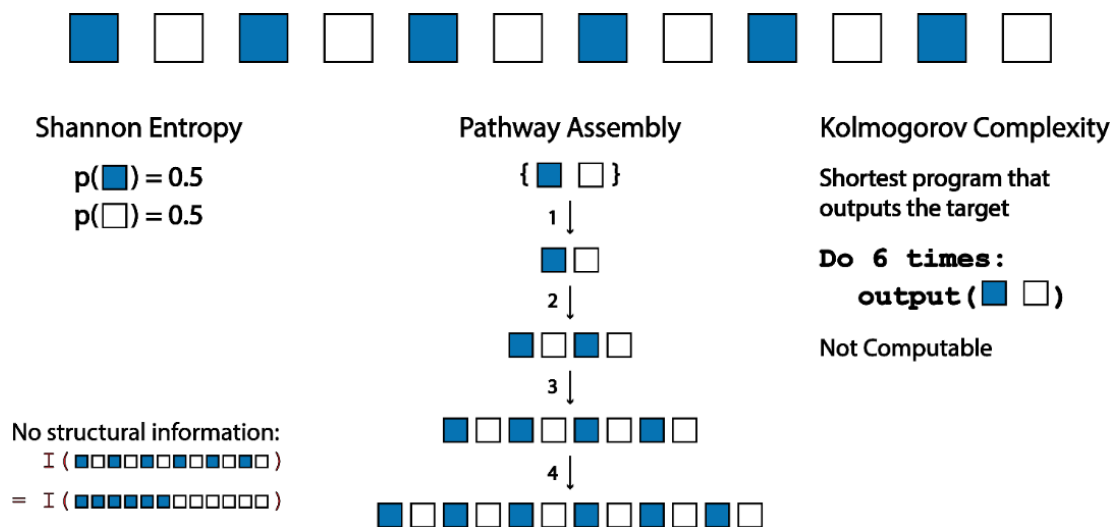 Shannon Entropy
p( ) = 0.5
p( ) = 0.5
No structural information:
I ( )
= I ( )
Pathway Assembly
{ }
1
2
3
4
Kolmogorov Complexity
Shortest program that
outputs the target
Do 6 times:
output( )
Not Computable